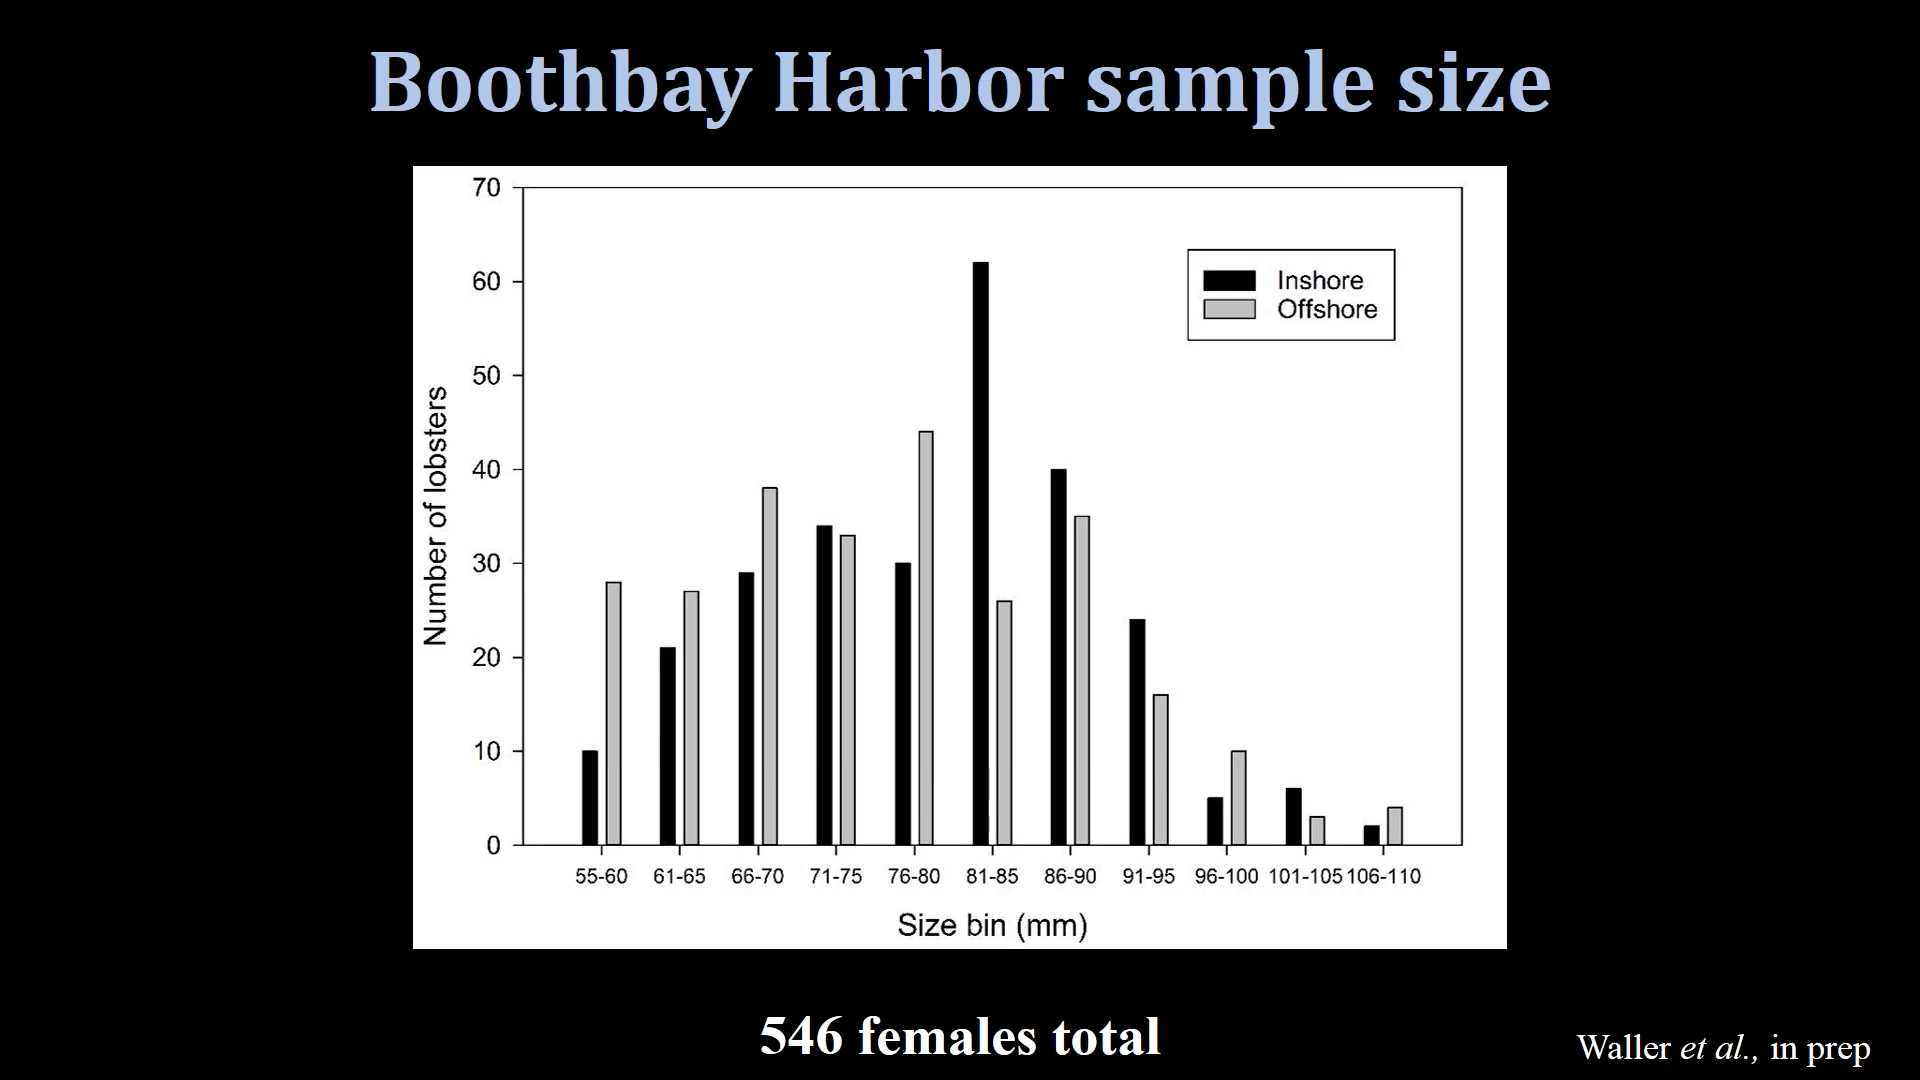 Boothbay Harbor sample size
70
60
50
40
30
20
10
0
Number of lobsters
Inshore
Offshore
55-60 61-65 66-70 71-75 76-80 81-85 86-90 91-95 96-100 101-105 106-110
Size bin (mm)
546 females total
Waller et al., in prep